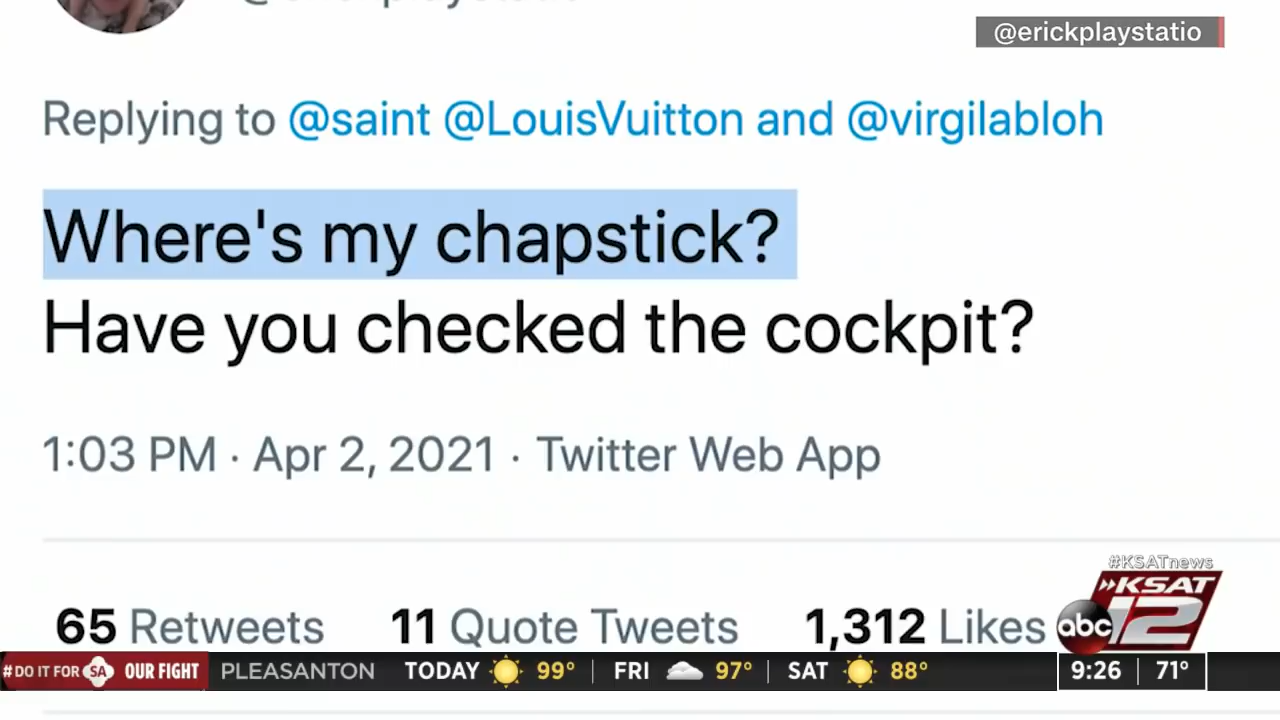 @erickplaystatio
Replying to @saint @LouisVuitton and @virgilabloh
Where's my chapstick?
Have you checked the cockpit?
1:03 PM · Apr 2, 2021 · Twitter Web App
65 Retweets 11 Quote Tweets 1,312 Likes
#KSATnews
KSAT
abc 12
#DO IT FOR SA OUR FIGHT PLEASANTON TODAY 99° FRI 97° SAT 88° 9:26 71°